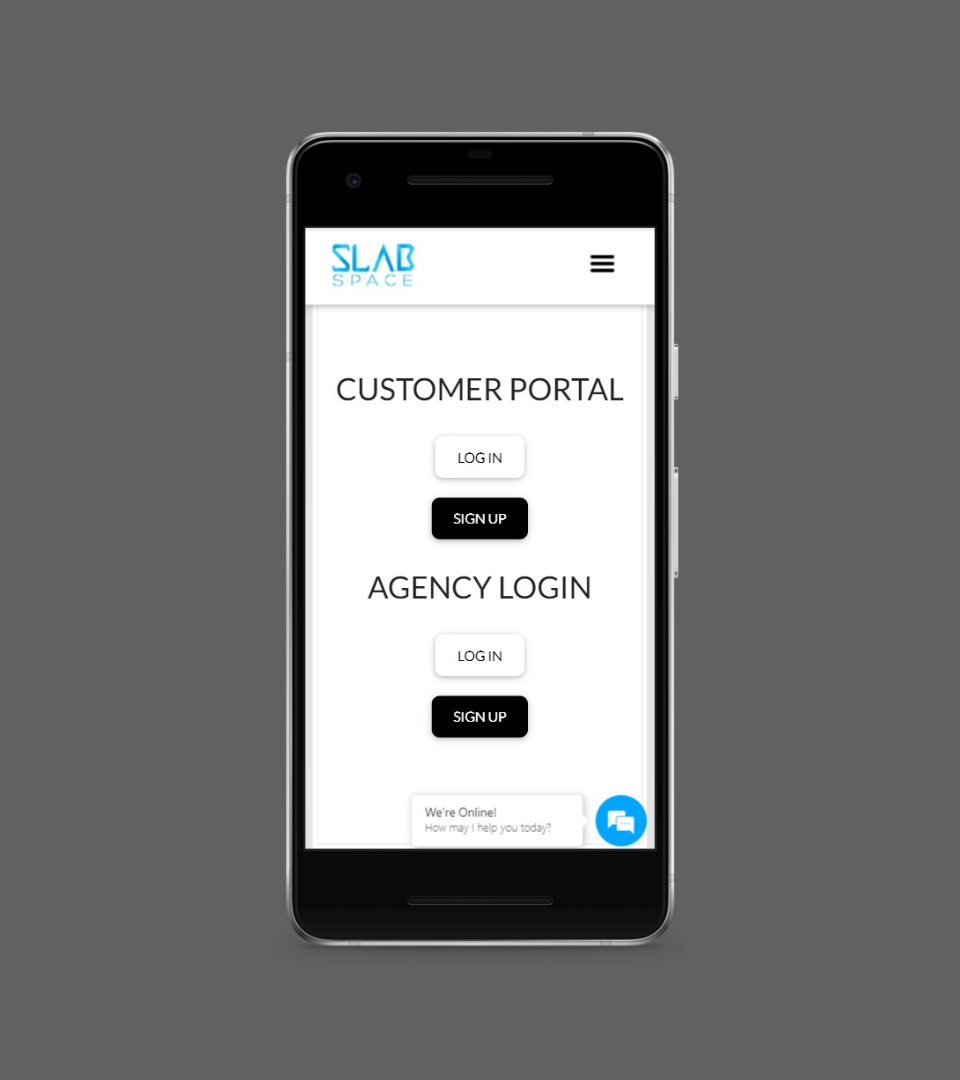 SLAB
SPACE
CUSTOMER PORTAL
LOG IN
SIGN UP
AGENCY LOGIN
LOG IN
SIGN UP
We're Online!
How may I help you today?